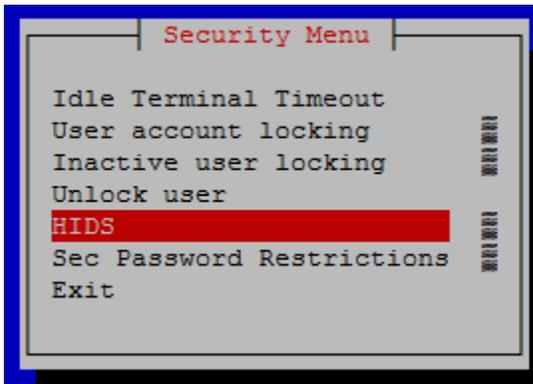 Security Menu
Idle Terminal Timeout
User account locking
Inactive user locking
Unlock user
HIDS
Sec Password Restrictions
Exit